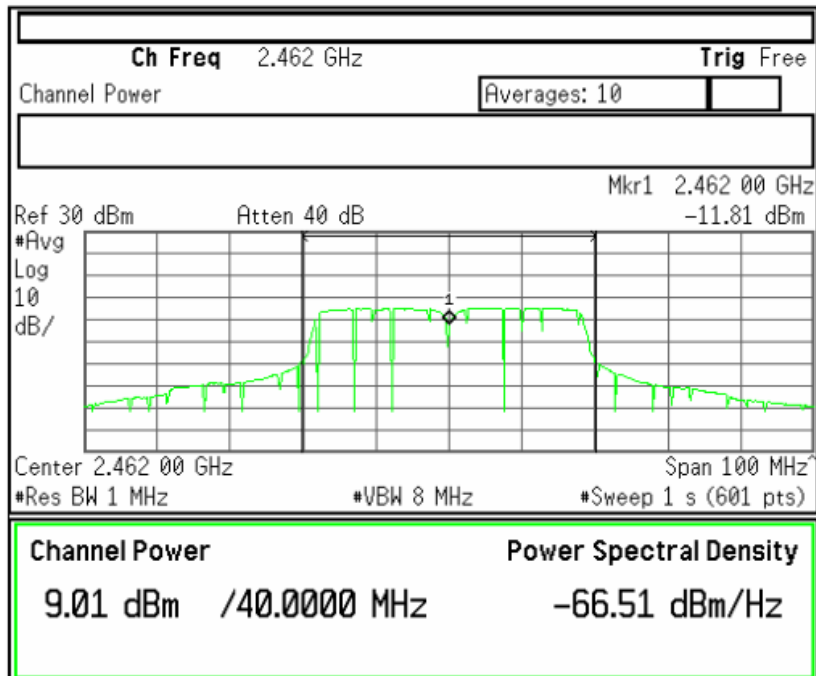 Ch Freq 2.462 GHz Trig Free
Channel Power Averages: 10
Mkr1 2.462 00 GHz
Ref 30 dBm Atten 40 dB -11.81 dBm
#Avg
Log
10
dB/
1
Center 2.462 00 GHz Span 100 MHz^
#Res BW 1 MHz #VBW 8 MHz #Sweep 1 s (601 pts)
Channel Power Power Spectral Density
9.01 dBm /40.0000 MHz -66.51 dBm/Hz